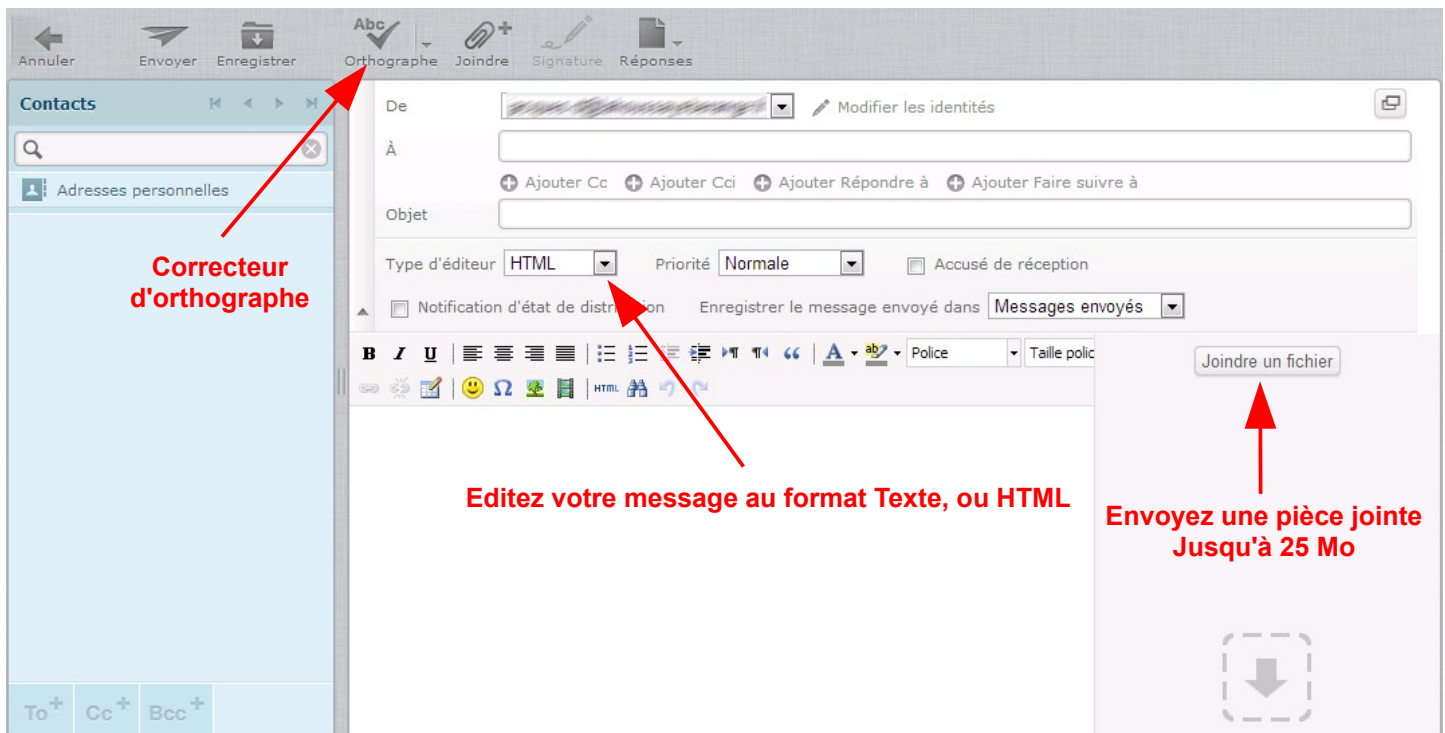 Abc
Annuler Envoyer Enregistrer Orthographe Joindre Signature Réponses
Contacts
De Modifier les identités
À
Adresses personnelles
Ajouter Cc Ajouter Cci Ajouter Répondre à Ajouter Faire suivre à
Objet
Correcteur
d'orthographe
Type d'éditeur HTML Priorité Normale Accusé de réception
Notification d'état de distribution Enregistrer le message envoyé dans Messages envoyés
B I U A ab Police Taille polic
HTML
Joindre un fichier
Editez votre message au format Texte, ou HTML
Envoyez une pièce jointe
Jusqu'à 25 Mo
To+ Cc+ Bcc+